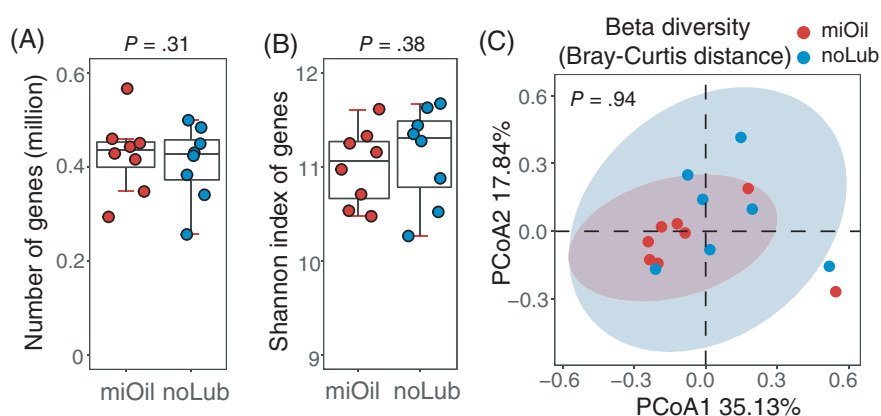 (A)
P = .31
Number of genes (million)
0.6
0.4
0.2
0
miOil noLub
(B)
P = .38
Shannon index of genes
12
11
10
9
miOil noLub
(C)
Beta diversity
(Bray-Curtis distance)
miOil
noLub
P = .94
PCoA2 17.84%
0.6
0.3
0.0
−0.3
−0.6 −0.3 0.0 0.3 0.6
PCoA1 35.13%